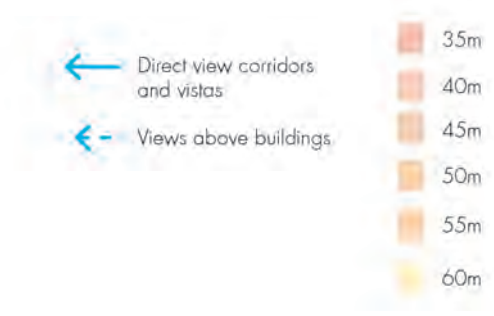 Direct view corridors
and vistas
Views above buildings
35m
40m
45m
50m
55m
60m